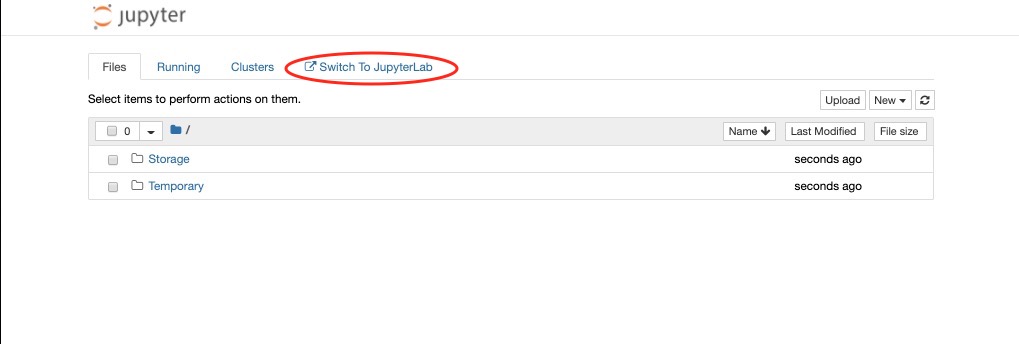 jupyter
Files Running Clusters Switch To JupyterLab
Select items to perform actions on them. Upload New
0 / Name Last Modified File size
Storage seconds ago
Temporary seconds ago